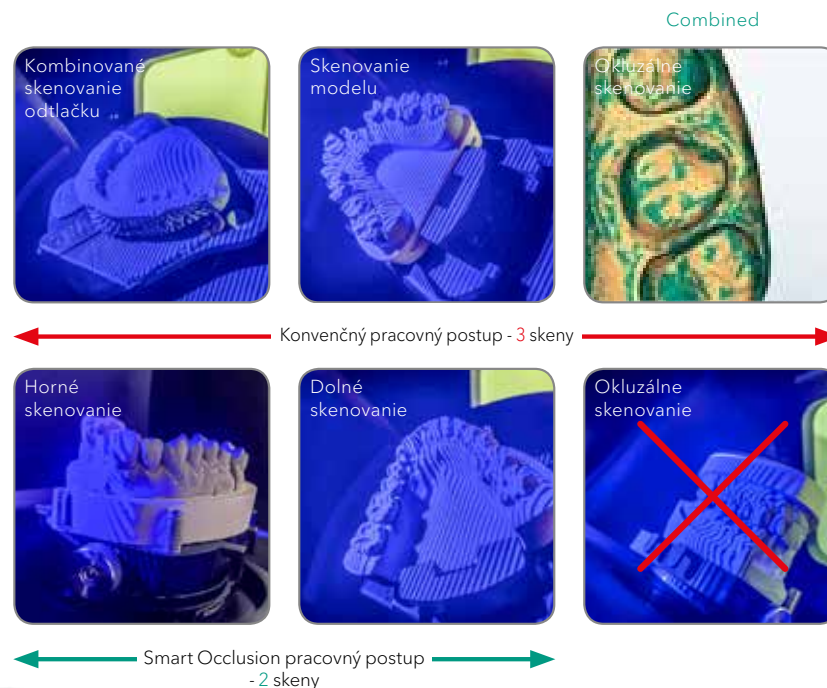 Combined
Kombinované
skenovanie
odtlačku
Skenovanie
modelu
Okluzálne
skenovanie
Konvenčný pracovný postup - 3 skeny
Horné
skenovanie
Dolné
skenovanie
Okluzálne
skenovanie
Smart Occlusion pracovný postup
- 2 skeny